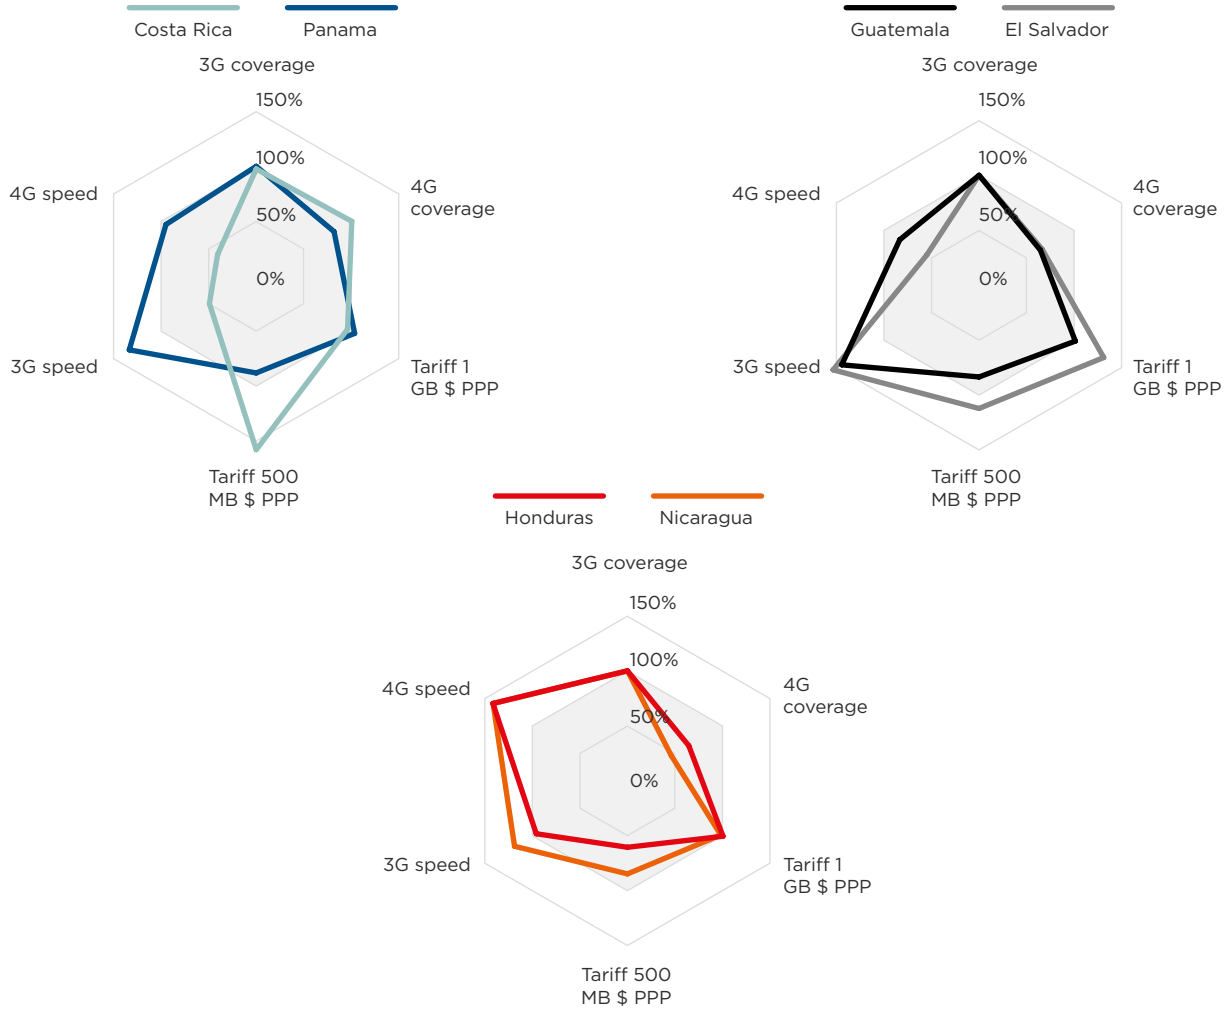 Costa Rica
Panama
3G coverage
150%
100%
50%
0%
4G speed
4G
coverage
3G speed
Tariff 1
GB $ PPP
Tariff 500
MB $ PPP
Guatemala
El Salvador
3G coverage
150%
100%
50%
0%
4G speed
4G
coverage
3G speed
Tariff 1
GB $ PPP
Tariff 500
MB $ PPP
Honduras
Nicaragua
3G coverage
150%
100%
50%
0%
4G speed
4G
coverage
3G speed
Tariff 1
GB $ PPP
Tariff 500
MB $ PPP